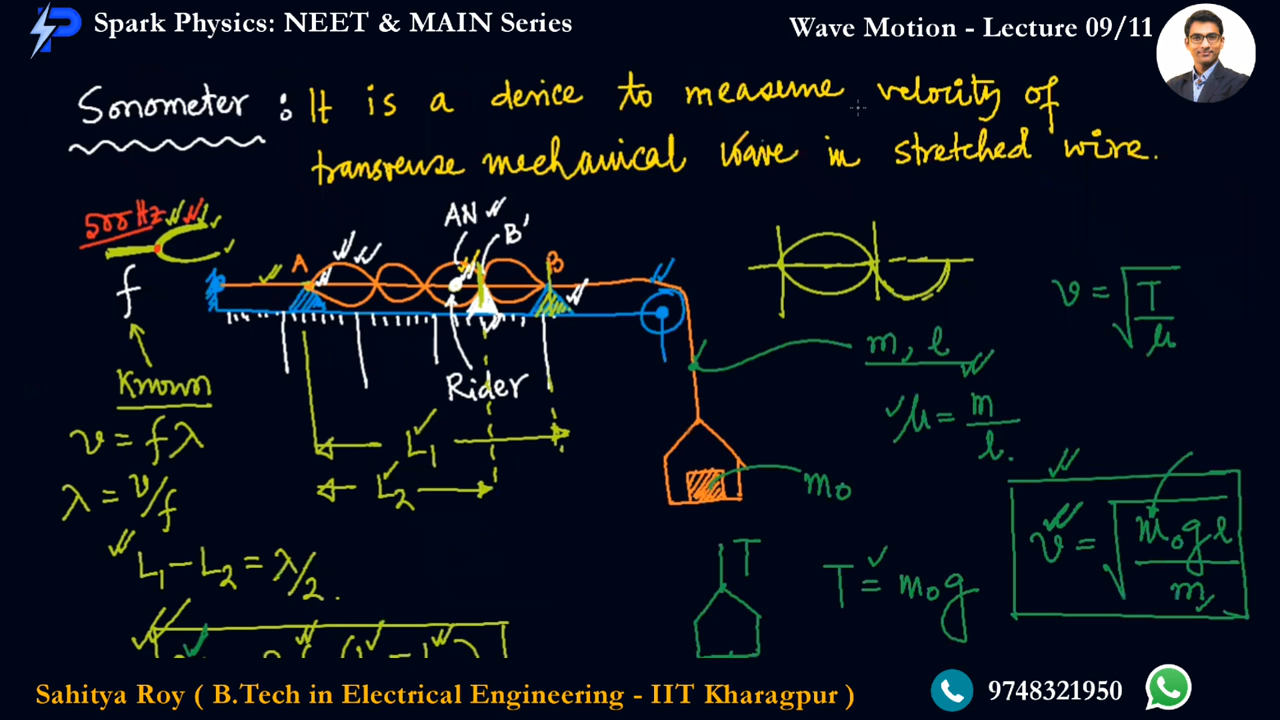 Spark Physics: NEET & MAIN Series
Wave Motion - Lecture 09/11
Sonometer : It is a device to measure velocity of
transverse mechanical wave in stretched wire.
500 Hz
AN
B'
A
B
f
v = √T/μ
m, l
Known
Rider
μ = m/l.
v = fλ
L₁
L₂
m₀
λ = v/f
v = √m₀gl/m
T
T = m₀g
L₁ - L₂ = λ/2.
Sahitya Roy ( B.Tech in Electrical Engineering - IIT Kharagpur )
9748321950